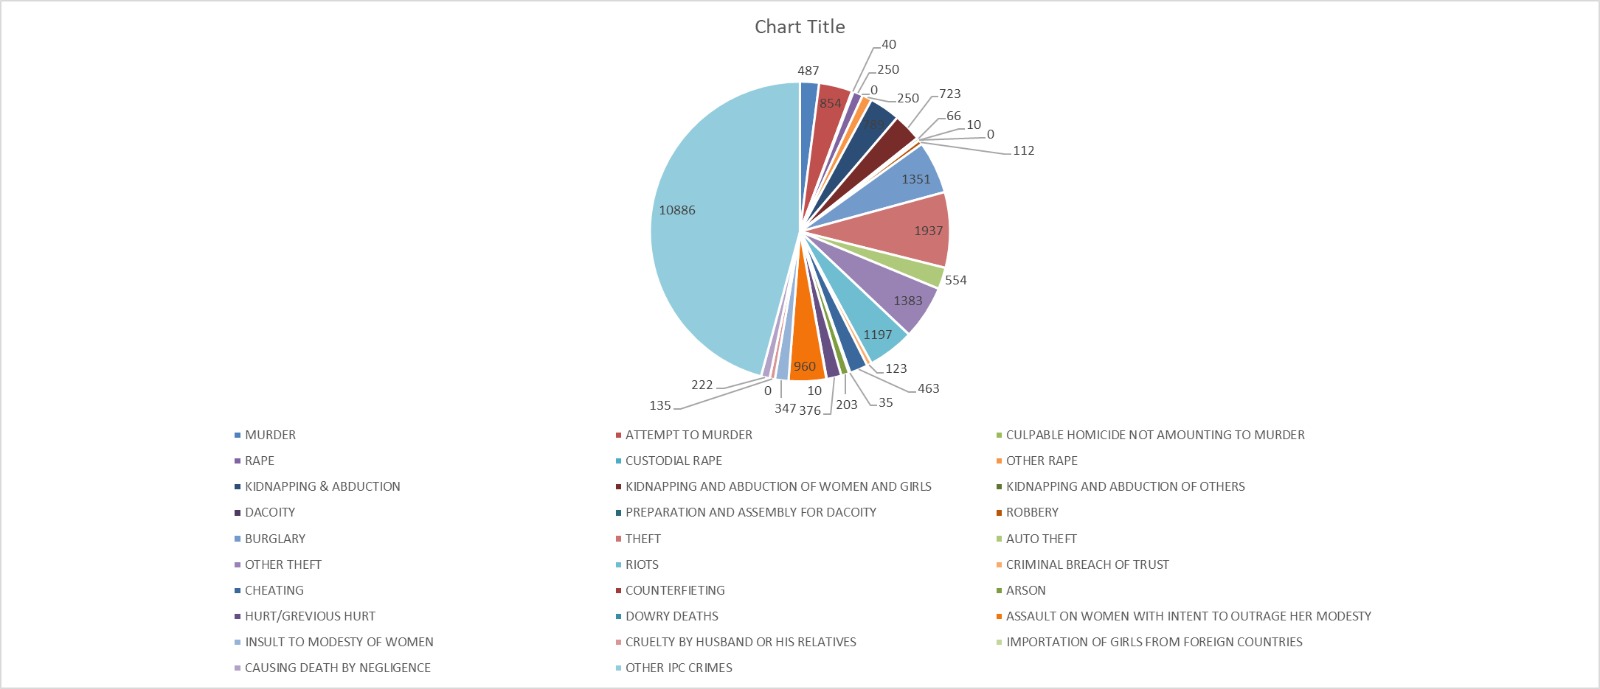 Chart Title
487
40
250
0
250
854
723
66
10
0
112
789
1351
1937
10886
554
1383
1197
123
960
463
222
0
10
35
135
347
376
203
MURDER
ATTEMPT TO MURDER
CULPABLE HOMICIDE NOT AMOUNTING TO MURDER
RAPE
CUSTODIAL RAPE
OTHER RAPE
KIDNAPPING & ABDUCTION
KIDNAPPING AND ABDUCTION OF WOMEN AND GIRLS
KIDNAPPING AND ABDUCTION OF OTHERS
DACOITY
PREPARATION AND ASSEMBLY FOR DACOITY
ROBBERY
BURGLARY
THEFT
AUTO THEFT
OTHER THEFT
RIOTS
CRIMINAL BREACH OF TRUST
CHEATING
COUNTERFIETING
ARSON
HURT/GREVIOUS HURT
DOWRY DEATHS
ASSAULT ON WOMEN WITH INTENT TO OUTRAGE HER MODESTY
INSULT TO MODESTY OF WOMEN
CRUELTY BY HUSBAND OR HIS RELATIVES
IMPORTATION OF GIRLS FROM FOREIGN COUNTRIES
CAUSING DEATH BY NEGLIGENCE
OTHER IPC CRIMES